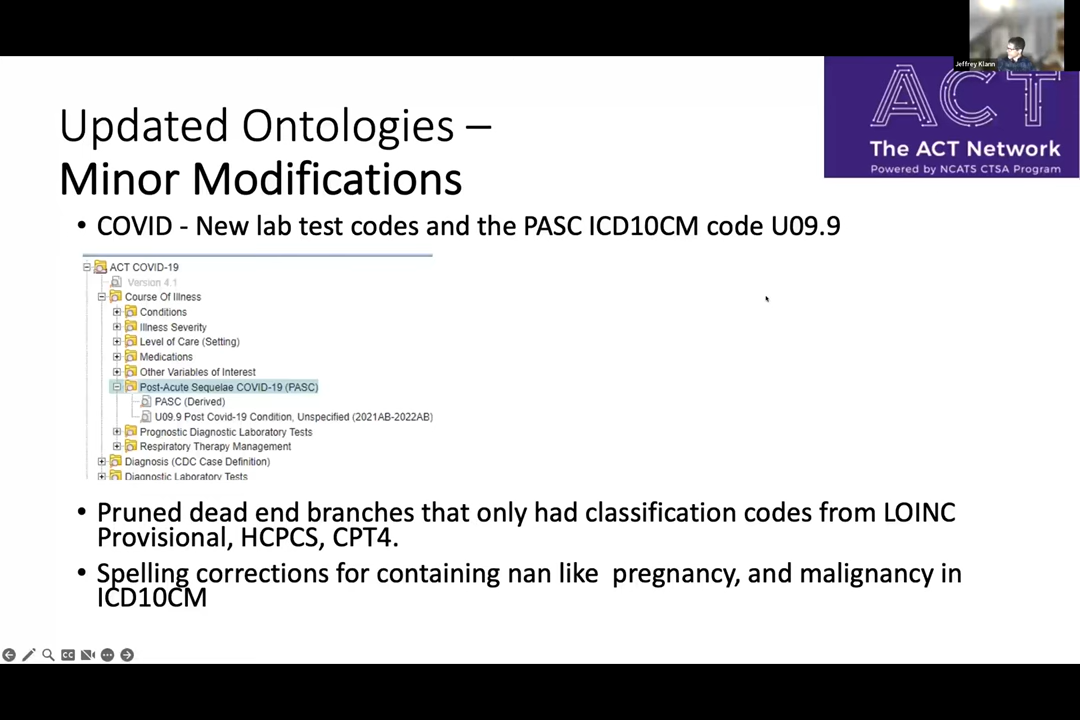 Jeffrey Klann
ACT
The ACT Network
Powered by NCATS CTSA Program
Updated Ontologies –
Minor Modifications
• COVID - New lab test codes and the PASC ICD10CM code U09.9
ACT COVID-19
Version 4.1
Course Of Illness
Conditions
Illness Severity
Level of Care (Setting)
Medications
Other Variables of Interest
Post-Acute Sequelae COVID-19 (PASC)
PASC (Derived)
U09.9 Post Covid-19 Condition, Unspecified (2021AB-2022AB)
Prognostic Diagnostic Laboratory Tests
Respiratory Therapy Management
Diagnosis (CDC Case Definition)
Diagnostic Laboratory Tests
• Pruned dead end branches that only had classification codes from LOINC
Provisional, HCPCS, CPT4.
• Spelling corrections for containing nan like pregnancy, and malignancy in
ICD10CM
CC